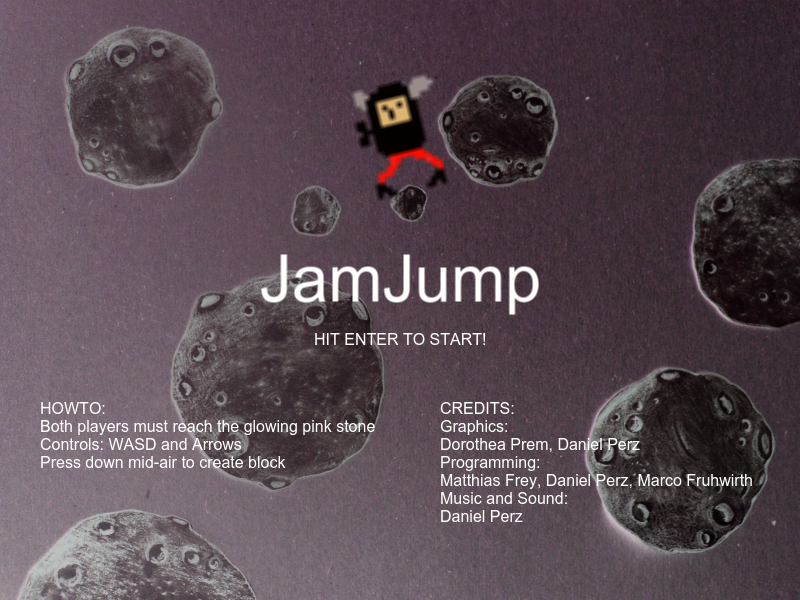 JamJump
HIT ENTER TO START!
HOWTO:
Both players must reach the glowing pink stone
Controls: WASD and Arrows
Press down mid-air to create block
CREDITS:
Graphics:
Dorothea Prem, Daniel Perz
Programming:
Matthias Frey, Daniel Perz, Marco Fruhwirth
Music and Sound:
Daniel Perz